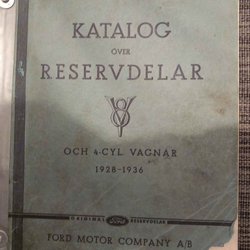 KATALOG
ÖVER
RESERVDELAR
V8
OCH 4-CYL. VAGNAR
1928-1936
ORIGINAL Ford RESERVDELAR
FORD MOTOR COMPANY A/B